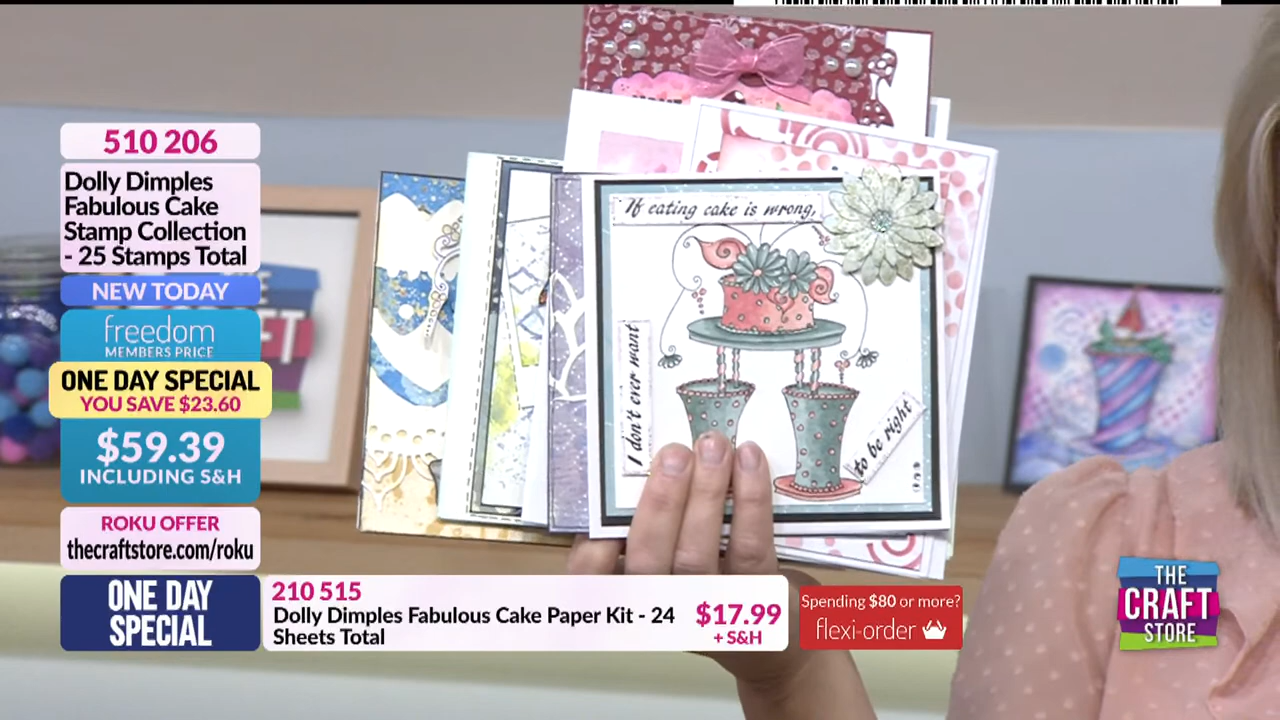 510 206
Dolly Dimples
Fabulous Cake
Stamp Collection
- 25 Stamps Total
NEW TODAY
freedom
MEMBERS PRICE
ONE DAY SPECIAL
YOU SAVE $23.60
$59.39
INCLUDING S&H
ROKU OFFER
thecraftstore.com/roku
ONE DAY
SPECIAL
210 515
Dolly Dimples Fabulous Cake Paper Kit - 24
Sheets Total
$17.99
+ S&H
Spending $80 or more?
flexi-order
THE
CRAFT
STORE
If eating cake is wrong,
I don't ever want
to be right